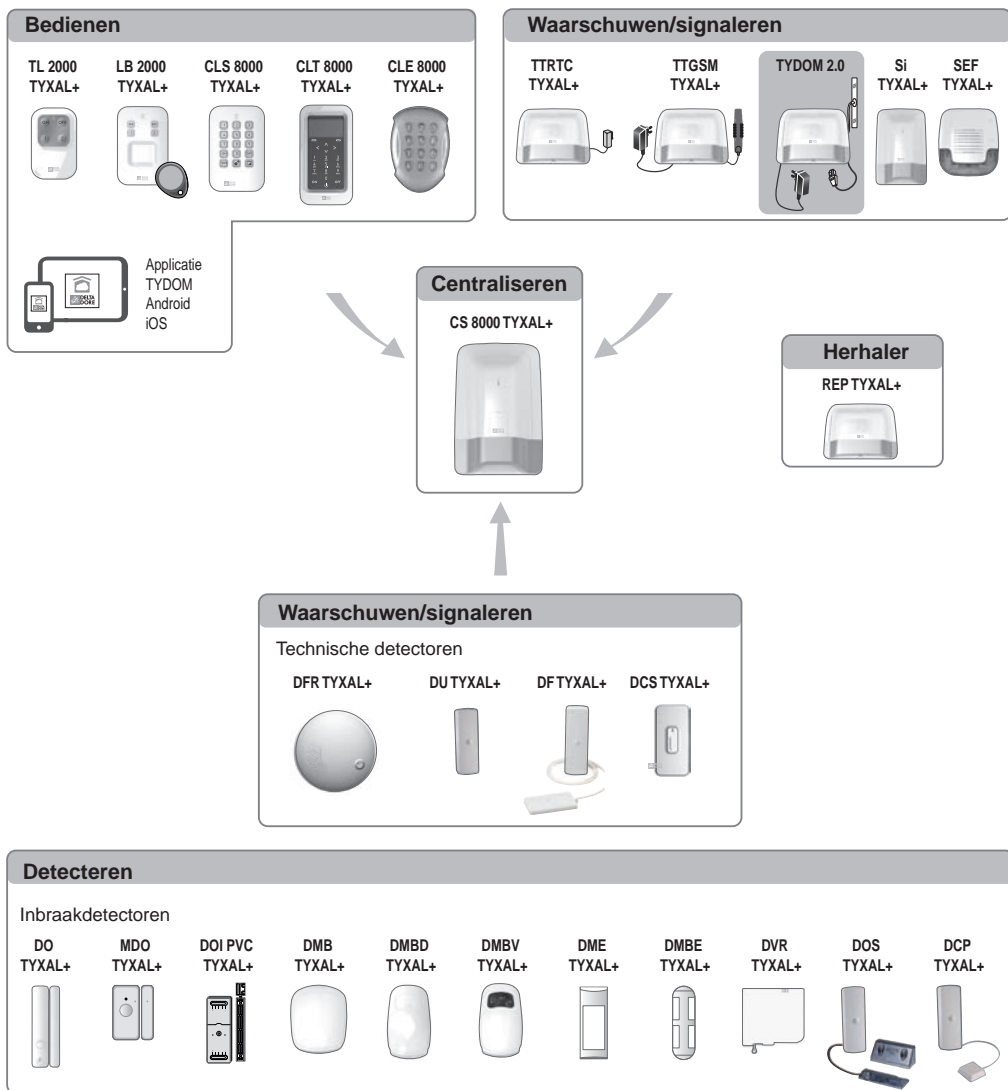 Bedienen
TL 2000
TYXAL+
LB 2000
TYXAL+
CLS 8000
TYXAL+
CLT 8000
TYXAL+
CLE 8000
TYXAL+
Applicatie
TYDOM
Android
iOS
DELTA
DORE
Waarschuwen/signaleren
TTRTC
TYXAL+
TTGSM
TYXAL+
TYDOM 2.0
Si
TYXAL+
SEF
TYXAL+
Centraliseren
CS 8000 TYXAL+
Herhaler
REP TYXAL+
Waarschuwen/signaleren
Technische detectoren
DFR TYXAL+
DU TYXAL+
DF TYXAL+
DCS TYXAL+
Detecteren
Inbraakdetectoren
DO
TYXAL+
MDO
TYXAL+
DOI PVC
TYXAL+
DMB
TYXAL+
DMBD
TYXAL+
DMBV
TYXAL+
DME
TYXAL+
DMBE
TYXAL+
DVR
TYXAL+
DOS
TYXAL+
DCP
TYXAL+